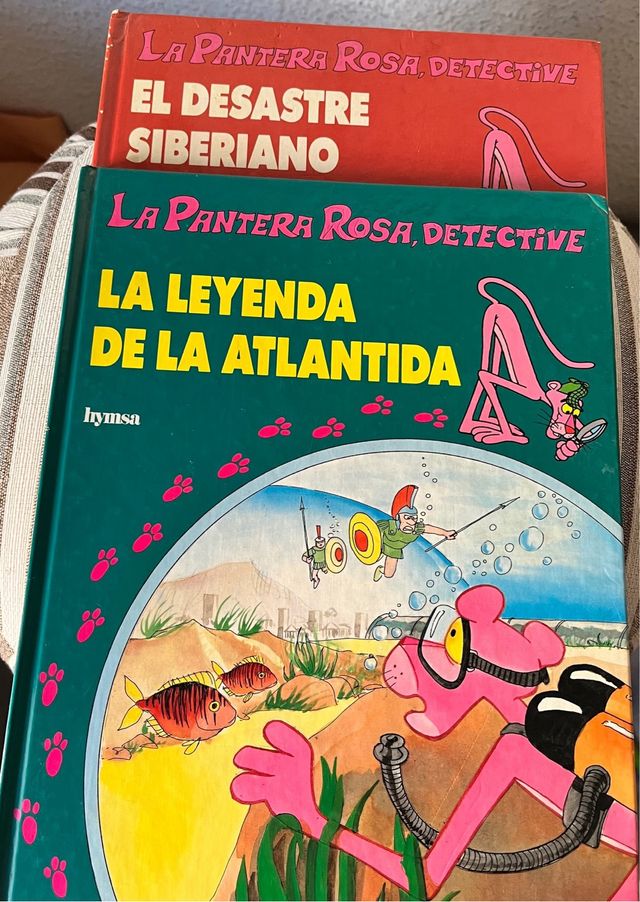 LA PANTERA ROSA, DETECTIVE
EL DESASTRE
SIBERIANO
LA PANTERA ROSA, DETECTIVE
LA LEYENDA
DE LA ATLANTIDA
hymsa